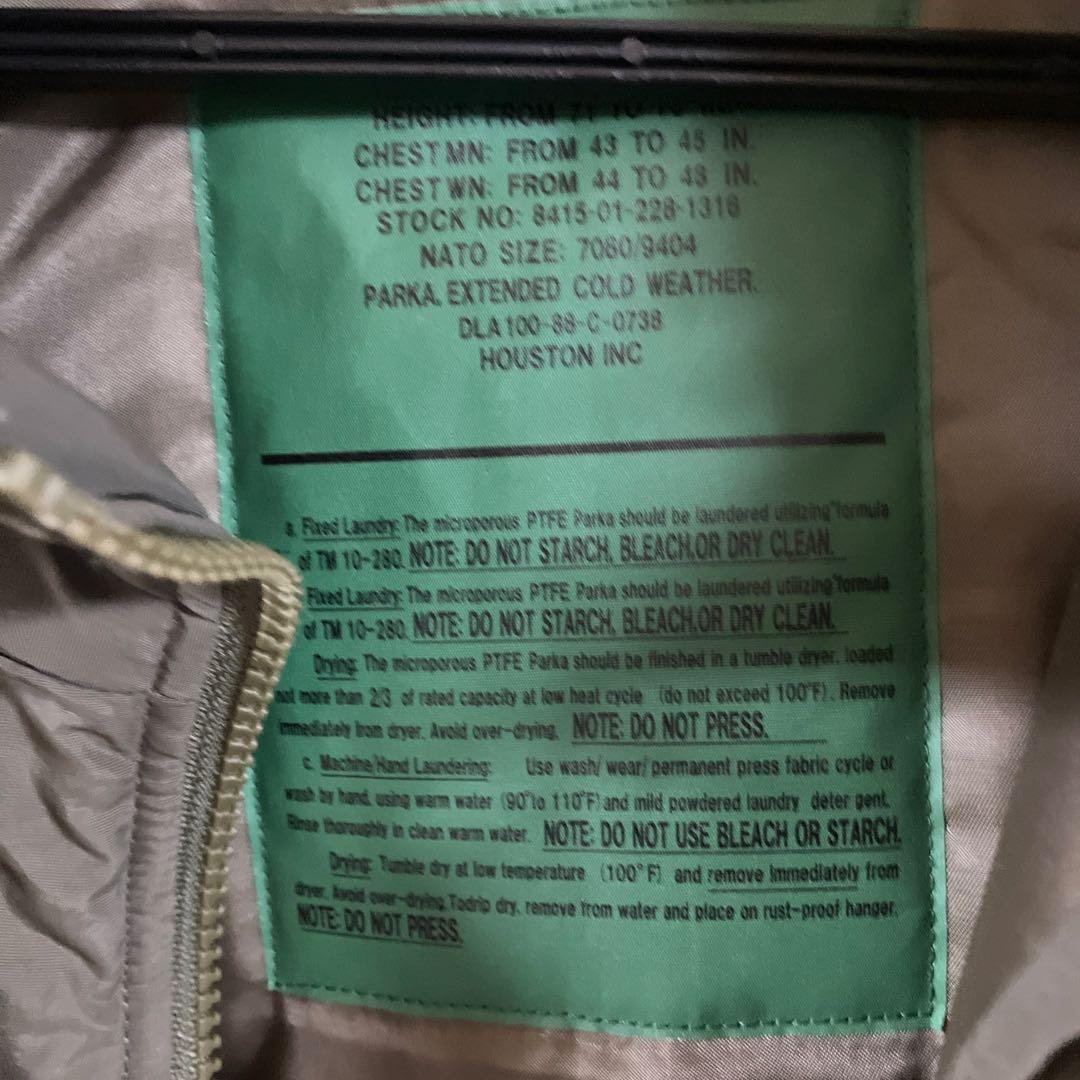 HEIGHT: FROM 71 TO
CHEST MN: FROM 43 TO 45 IN.
CHEST WN: FROM 44 TO 48 IN.
STOCK NO: 8415-01-228-1316
NATO SIZE: 7080/9404
PARKA, EXTENDED COLD WEATHER.
DLA100-88-C-0738
HOUSTON INC
a. Fixed Laundry: The microporous PTFE Parka should be laundered utilizing "formula
of TM 10-280. NOTE: DO NOT STARCH, BLEACH,OR DRY CLEAN.
Fixed Laundry: The microporous PTFE Parka should be laundered utilizing "formula
of TM 10-280. NOTE: DO NOT STARCH, BLEACH,OR DRY CLEAN.
Drying: The microporous PTFE Parka should be finished in a tumble dryer, loaded
not more than 2/3 of rated capacity at low heat cycle (do not exceed 100°F). Remove
immediately from dryer. Avoid over-drying. NOTE: DO NOT PRESS.
c. Machine/Hand Laundering: Use wash/ wear/ permanent press fabric cycle or
wash by hand, using warm water (90°to 110°F) and mild powdered laundry deter gent.
Rinse thoroughly in clean warm water. NOTE: DO NOT USE BLEACH OR STARCH.
Drying: Tumble dry at low temperature (100°F) and remove immediately from
dryer. Avoid over-drying. Todrip dry, remove from water and place on rust-proof hanger.
NOTE: DO NOT PRESS.